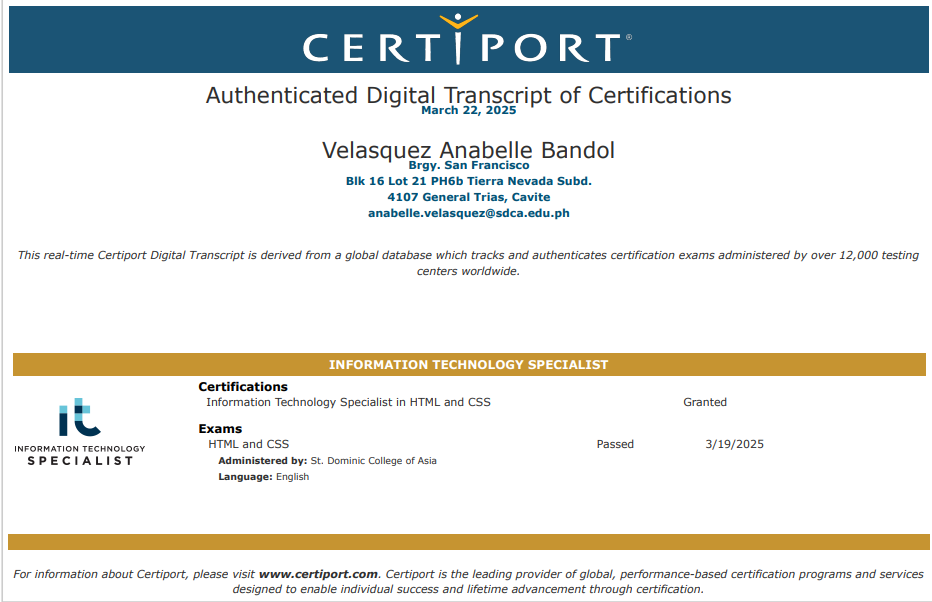 CERTIPORT®
Authenticated Digital Transcript of Certifications
March 22, 2025
Velasquez Anabelle Bandol
Brgy. San Francisco
Blk 16 Lot 21 PH6b Tierra Nevada Subd.
4107 General Trias, Cavite
anabelle.velasquez@sdca.edu.ph
This real-time Certiport Digital Transcript is derived from a global database which tracks and authenticates certification exams administered by over 12,000 testing
centers worldwide.
INFORMATION TECHNOLOGY SPECIALIST
it
INFORMATION TECHNOLOGY
SPECIALIST
Certifications
Information Technology Specialist in HTML and CSS Granted
Exams
HTML and CSS Passed 3/19/2025
Administered by: St. Dominic College of Asia
Language: English
For information about Certiport, please visit www.certiport.com. Certiport is the leading provider of global, performance-based certification programs and services
designed to enable individual success and lifetime advancement through certification.